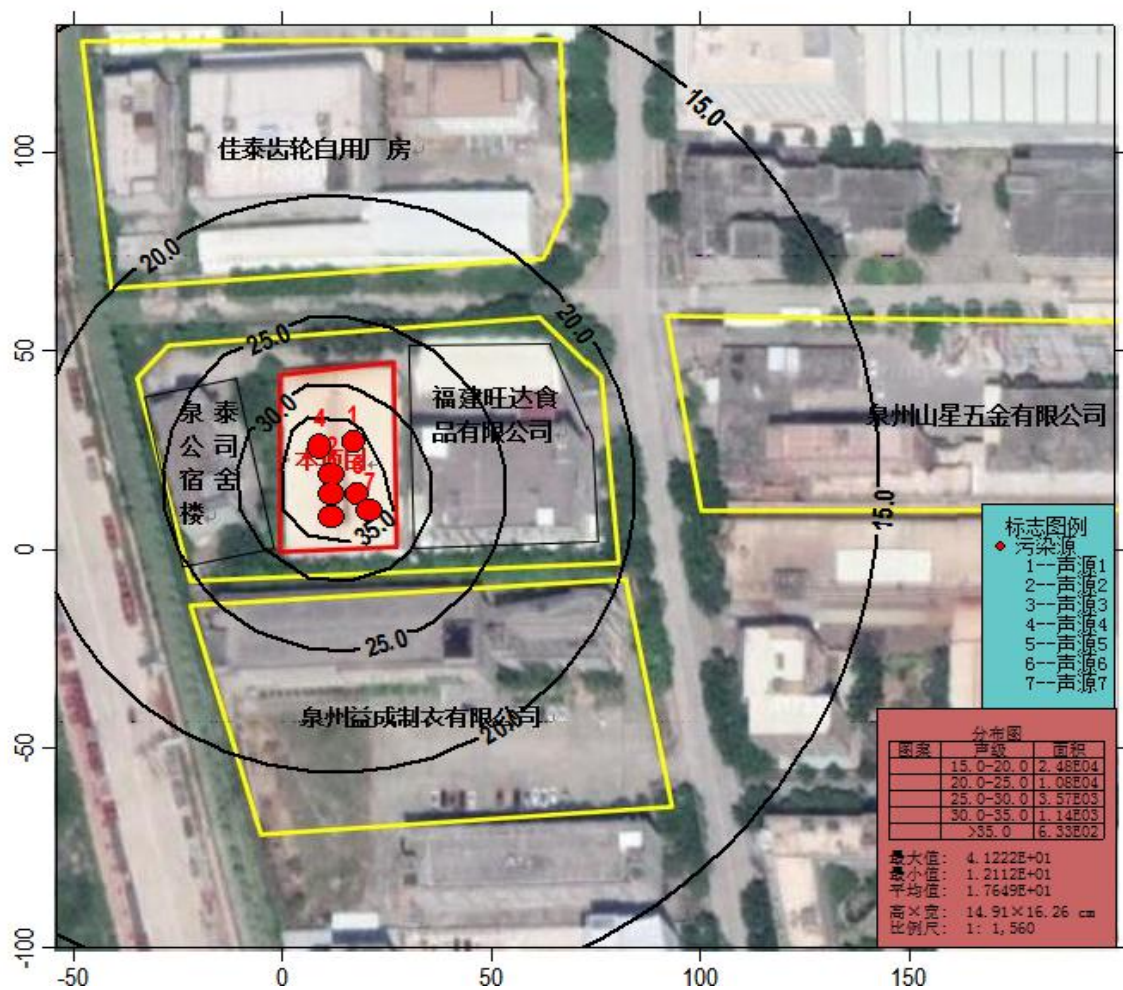 15.0
100
佳泰齿轮自用厂房
20.0
50
25.0
20.0
福建旺达食
品有限公司
泉州山星五金有限公司
泉 泰
公 司
宿 舍
楼
30.0
4
1
2
本项目
7
15.0
0
35.0
标志图例
污染源
1--声源1
2--声源2
3--声源3
4--声源4
5--声源5
6--声源6
7--声源7
25.0
泉州益成制衣有限公司
20.0
-50
分布图
图案 声级 面积
15.0-20.0 2.48E04
20.0-25.0 1.08E04
25.0-30.0 3.57E03
30.0-35.0 1.14E03
>35.0 6.33E02
最大值: 4.1222E+01
最小值: 1.2112E+01
平均值: 1.7649E+01
高×宽: 14.91×16.26 cm
比例尺: 1: 1,560
-100
-50 0 50 100 150